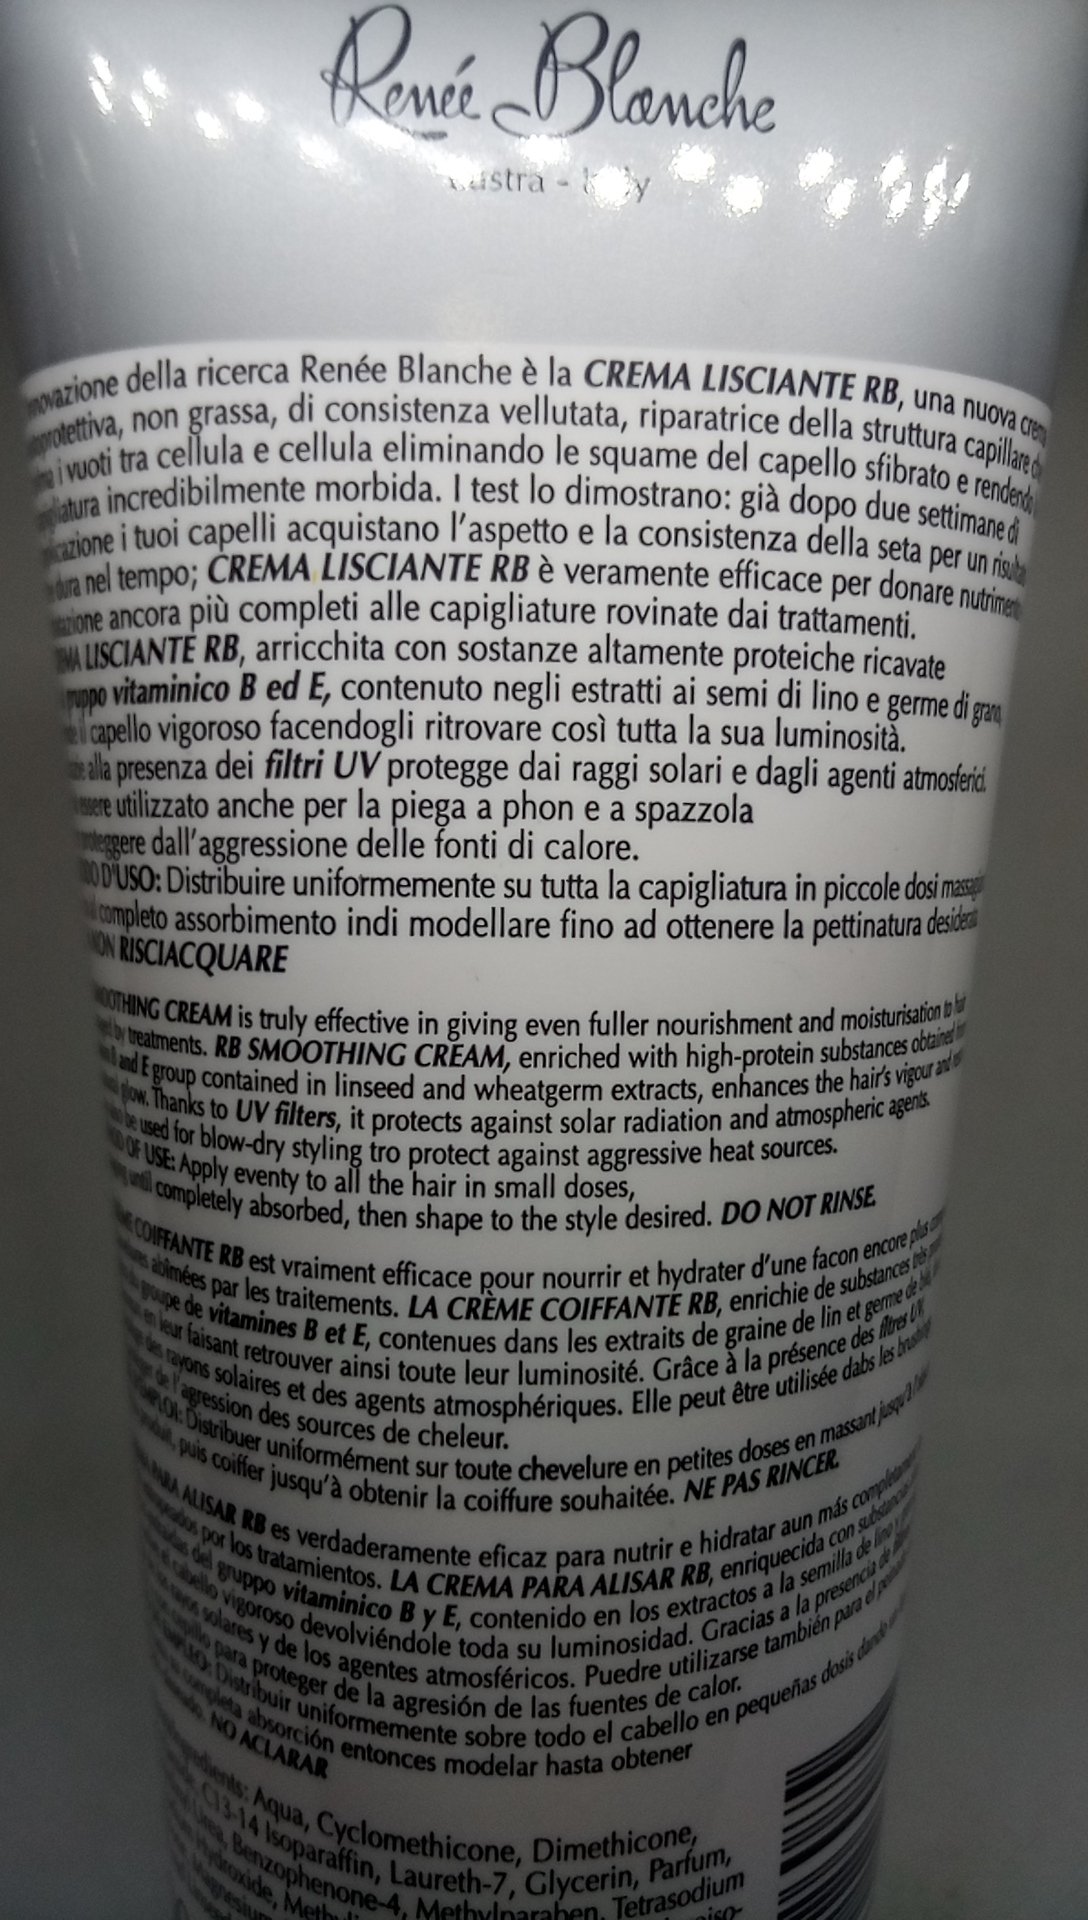 Renée Blanche
della ricerca Renée Blanche è la CREMA LISCIANTE RB, una nuova
non grassa, di consistenza vellutata, riparatrice della struttura capillare
i vuoti tra cellula e cellula eliminando le squame del capello sfibrato e rendendo
incredibilmente morbida. I test lo dimostrano: già dopo due settimane di
i tuoi capelli acquistano l'aspetto e la consistenza della seta per un
nel tempo; CREMA LISCIANTE RB è veramente efficace per donare
ancora più completi alle capigliature rovinate dai trattamenti.
LISCIANTE RB, arricchita con sostanze altamente proteiche ricavate
vitaminico B ed E, contenuto negli estratti ai semi di lino e germe di
capello vigoroso facendogli ritrovare così tutta la sua luminosità.
alla presenza dei filtri UV protegge dai raggi solari e dagli agenti atmosferici.
utilizzato anche per la piega a phon e a spazzola
dall'aggressione delle fonti di calore.
D'USO: Distribuire uniformemente su tutta la capigliatura in piccole dosi
completo assorbimento indi modellare fino ad ottenere la pettinatura
NON RISCIACQUARE
CREAM is truly effective in giving even fuller nourishment and moisturisation to
by treatments. RB SMOOTHING CREAM, enriched with high-protein substances obtained
and E group contained in linseed and wheatgerm extracts, enhances the hair's vigour and
glow. Thanks to UV filters, it protects against solar radiation and atmospheric agents.
be used for blow-dry styling tro protect against aggressive heat sources.
OF USE: Apply eventy to all the hair in small doses,
until completely absorbed, then shape to the style desired. DO NOT RINSE
COIFFANTE RB est vraiment efficace pour nourrir et hydrater d'une facon encore plus
abîmées par les traitements. LA CRÈME COIFFANTE RB, enrichie de substances très
groupe de vitamines B et E, contenues dans les extraits de graine de lin et germe de
en leur faisant retrouver ainsi toute leur luminosité. Grâce à la présence des filtres UV,
des rayons solaires et des agents atmosphériques. Elle peut être utilisée dabs les
de l'agression des sources de cheleur.
Distribuer uniformément sur toute chevelure en petites doses en massant jusqu'à
puis coiffer jusqu'à obtenir la coiffure souhaitée. NE PAS RINCER.
PARA ALISAR RB es verdaderamente eficaz para nutrir e hidratar aun más
por los tratamientos. LA CREMA PARA ALISAR RB, enriquecida con
del gruppo vitaminico B y E, contenido en los extractos a la semilla de lino y
el cabello vigoroso devolviéndole toda su luminosidad. Gracias a la presencia de
solares y de los agentes atmosféricos. Puedre utilizarse también para el
para proteger de la agresión de las fuentes de calor.
Distribuir uniformemente sobre todo el cabello en pequeñas dosis dando
completa absorción entonces modelar hasta obtener
NO ACLARAR
Aqua, Cyclomethicone, Dimethicone,
C13-14 Isoparaffin, Laureth-7, Glycerin, Parfum,
Benzophenone-4, Methylparaben, Tetrasodium